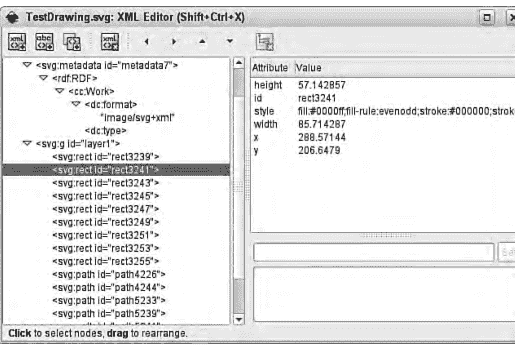 TestDrawing.svg: XML Editor (Shift+Ctrl+X)
<svg:metadata id="metadata7">
<rdf:RDF>
<cc:Work>
<dc:format>
"image/svg+xml"
<dc:type>
<svg:g id="layer1">
<svg:rect id="rect3239">
<svg:rect id="rect3241">
<svg:rect id="rect3243">
<svg:rect id="rect3245">
<svg:rect id="rect3247">
<svg:rect id="rect3249">
<svg:rect id="rect3251">
<svg:rect id="rect3253">
<svg:rect id="rect3255">
<svg:path id="path4226">
<svg:path id="path4244">
<svg:path id="path5233">
<svg:path id="path5239">
Attribute Value
height 57.142857
id rect3241
style fill:#0000ff;fill-rule:evenodd;stroke:#000000;strok
width 85.714287
x 288.57144
y 206.6479
Click to select nodes, drag to rearrange.